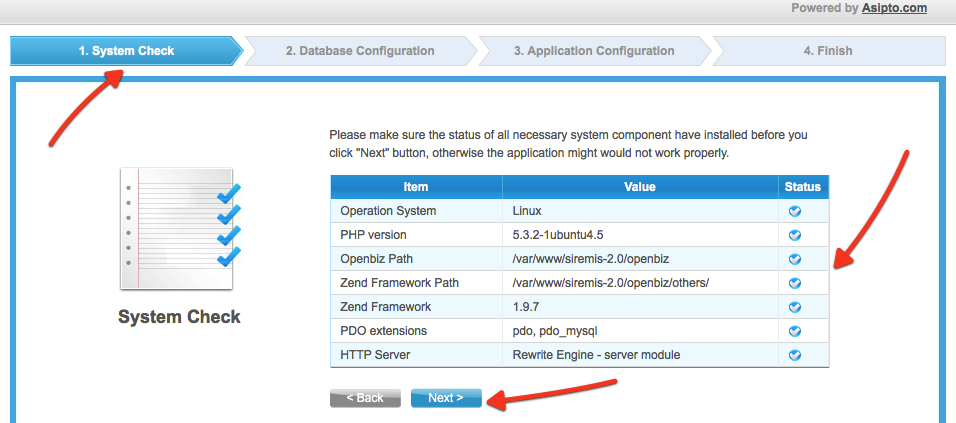 Powered by Asipto.com
1. System Check 2. Database Configuration 3. Application Configuration 4. Finish
Please make sure the status of all necessary system component have installed before you
click "Next" button, otherwise the application might would not work properly.
Item Value Status
Operation System Linux
PHP version 5.3.2-1ubuntu4.5
Openbiz Path /var/www/siremis-2.0/openbiz
Zend Framework Path /var/www/siremis-2.0/openbiz/others/
Zend Framework 1.9.7
PDO extensions pdo, pdo_mysql
HTTP Server Rewrite Engine - server module
System Check
< Back Next >